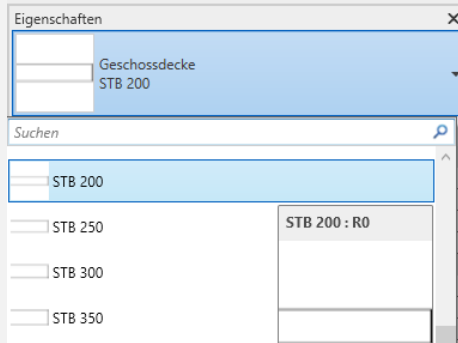 Eigenschaften
Geschossdecke
STB 200
Suchen
STB 200
STB 250
STB 200 : R0
STB 300
STB 350